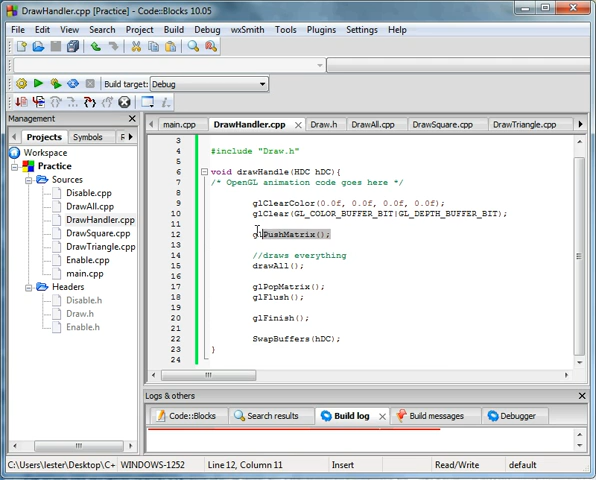 DrawHandler.cpp [Practice] - Code::Blocks 10.05
File Edit View Search Project Build Debug wxSmith Tools Plugins Settings Help
Build target: Debug
Management
Projects Symbols F
main.cpp DrawHandler.cpp Draw.h DrawAll.cpp DrawSquare.cpp DrawTriangle.cpp
Workspace
Practice
Sources
Disable.cpp
DrawAll.cpp
DrawHandler.cpp
DrawSquare.cpp
DrawTriangle.cpp
Enable.cpp
main.cpp
Headers
Disable.h
Draw.h
Enable.h
3
4 #include "Draw.h"
5
6 void drawHandle(HDC hDC){
7 /* OpenGL animation code goes here */
8
9 glClearColor(0.0f, 0.0f, 0.0f, 0.0f);
10 glClear(GL_COLOR_BUFFER_BIT|GL_DEPTH_BUFFER_BIT);
11
12 glPushMatrix();
13
14 //draws everything
15 drawAll();
16
17 glPopMatrix();
18 glFlush();
19
20 glFinish();
21
22 SwapBuffers(hDC);
23 }
24
Logs & others
Code::Blocks Search results Build log Build messages Debugger
C:\Users\lester\Desktop\C+ WINDOWS-1252 Line 12, Column 11 Insert Read/Write default